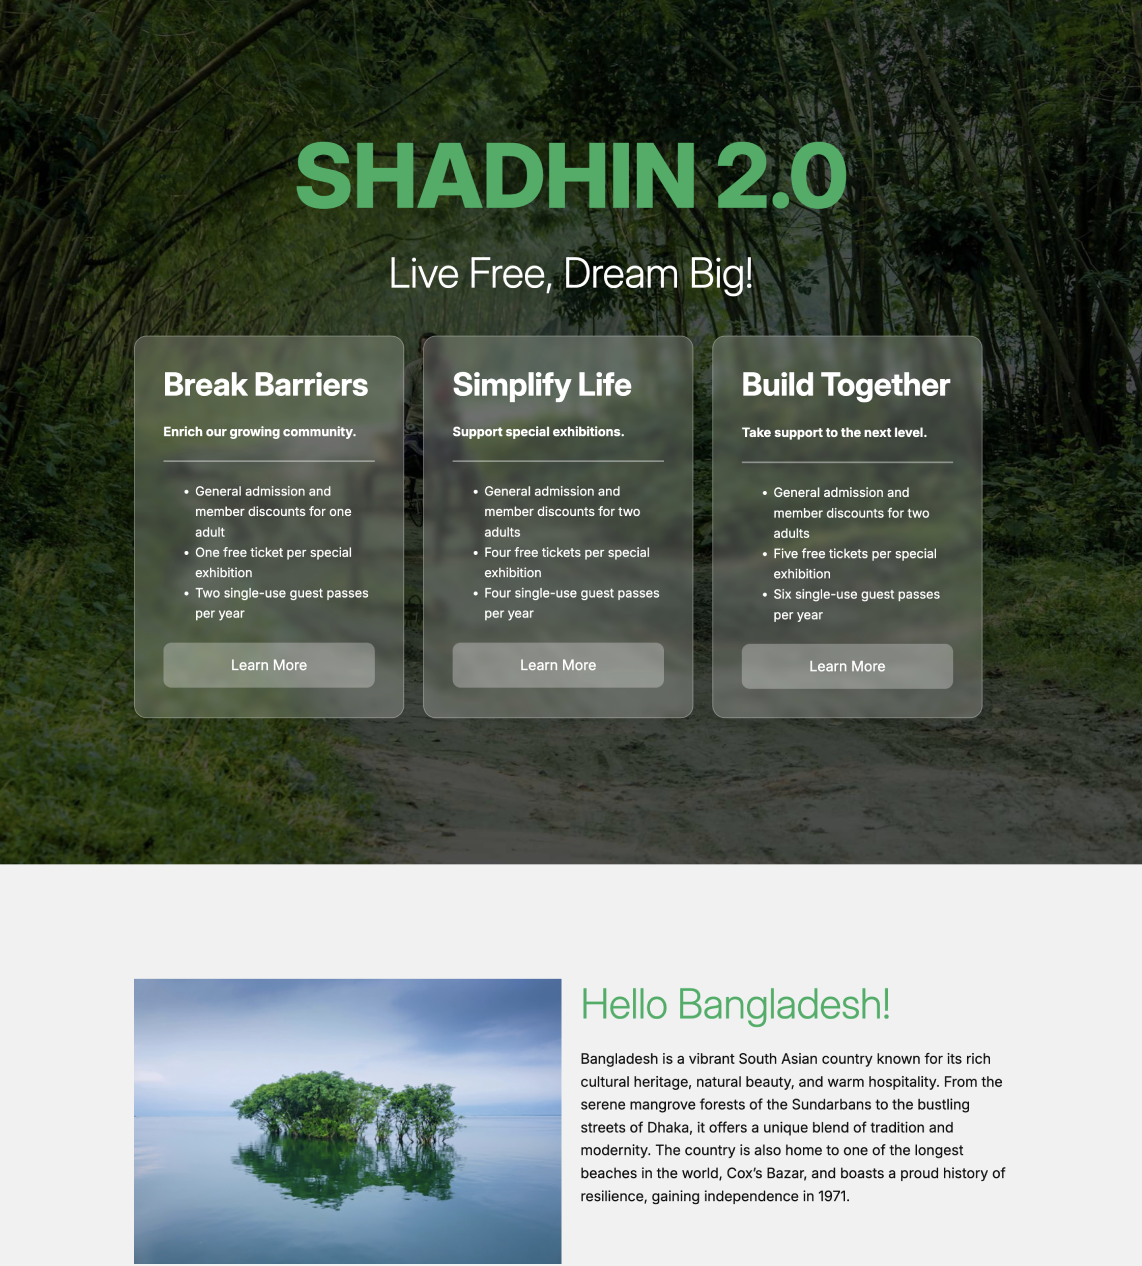 SHADHIN 2.0
Live Free, Dream Big!
Break Barriers
Enrich our growing community.
• General admission and
member discounts for one
adult
• One free ticket per special
exhibition
• Two single-use guest passes
per year
Learn More
Simplify Life
Support special exhibitions.
• General admission and
member discounts for two
adults
• Four free tickets per special
exhibition
• Four single-use guest passes
per year
Learn More
Build Together
Take support to the next level.
• General admission and
member discounts for two
adults
• Five free tickets per special
exhibition
• Six single-use guest passes
per year
Learn More
Hello Bangladesh!
Bangladesh is a vibrant South Asian country known for its rich
cultural heritage, natural beauty, and warm hospitality. From the
serene mangrove forests of the Sundarbans to the bustling
streets of Dhaka, it offers a unique blend of tradition and
modernity. The country is also home to one of the longest
beaches in the world, Cox’s Bazar, and boasts a proud history of
resilience, gaining independence in 1971.